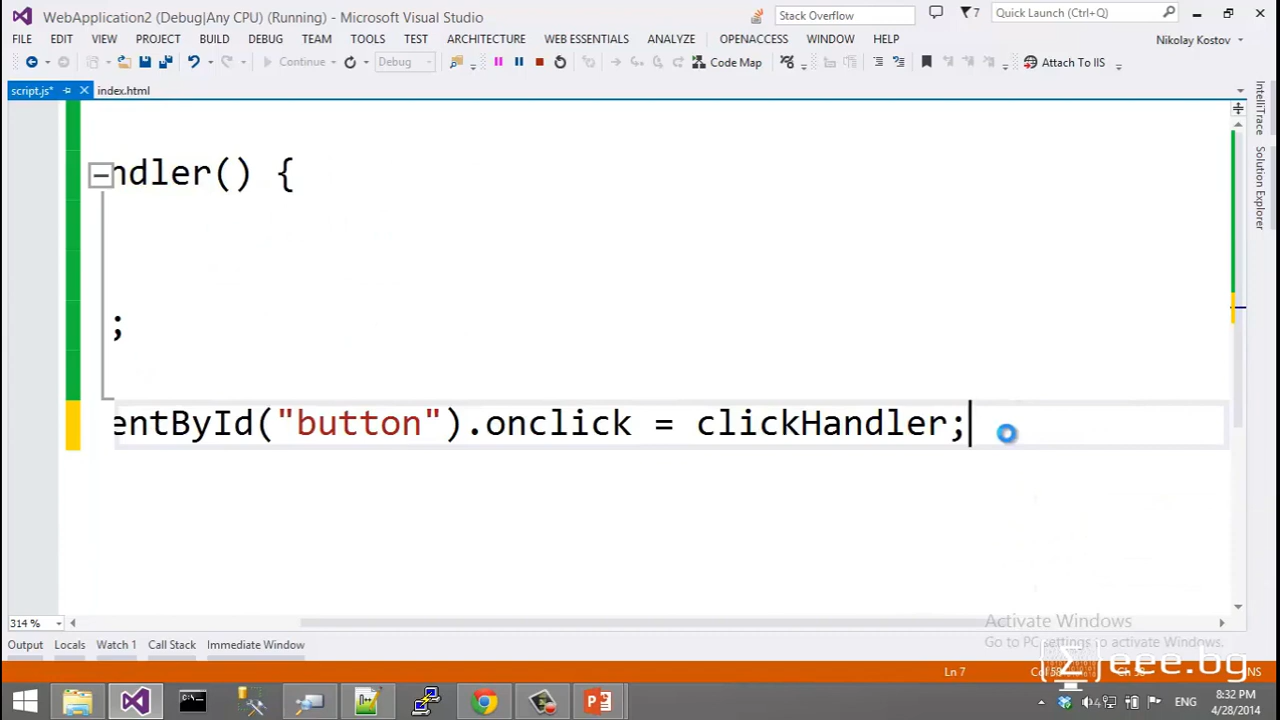 WebApplication2 (Debug|Any CPU) (Running) - Microsoft Visual Studio
Stack Overflow
7
Quick Launch (Ctrl+Q)
FILE EDIT VIEW PROJECT BUILD DEBUG TEAM TOOLS TEST ARCHITECTURE WEB ESSENTIALS ANALYZE OPENACCESS WINDOW HELP
Nikolay Kostov
Continue Debug Code Map Attach To IIS
script.js* index.html
IntelliTrace
Solution Explorer
ndler() {
;
entById("button").onclick = clickHandler;
314 %
Activate Windows
Go to PC settings to activate Windows.
Output Locals Watch 1 Call Stack Immediate Window
eee.bg
Ln 7
8:32 PM
ENG
4/28/2014